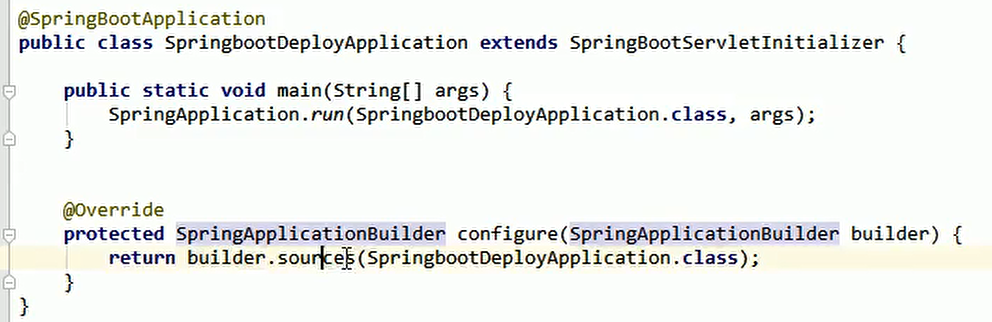 @SpringBootApplication
public class SpringbootDeployApplication extends SpringBootServletInitializer {
public static void main(String[] args) {
SpringApplication.run(SpringbootDeployApplication.class, args);
}
@Override
protected SpringApplicationBuilder configure(SpringApplicationBuilder builder) {
return builder.sources(SpringbootDeployApplication.class);
}
}